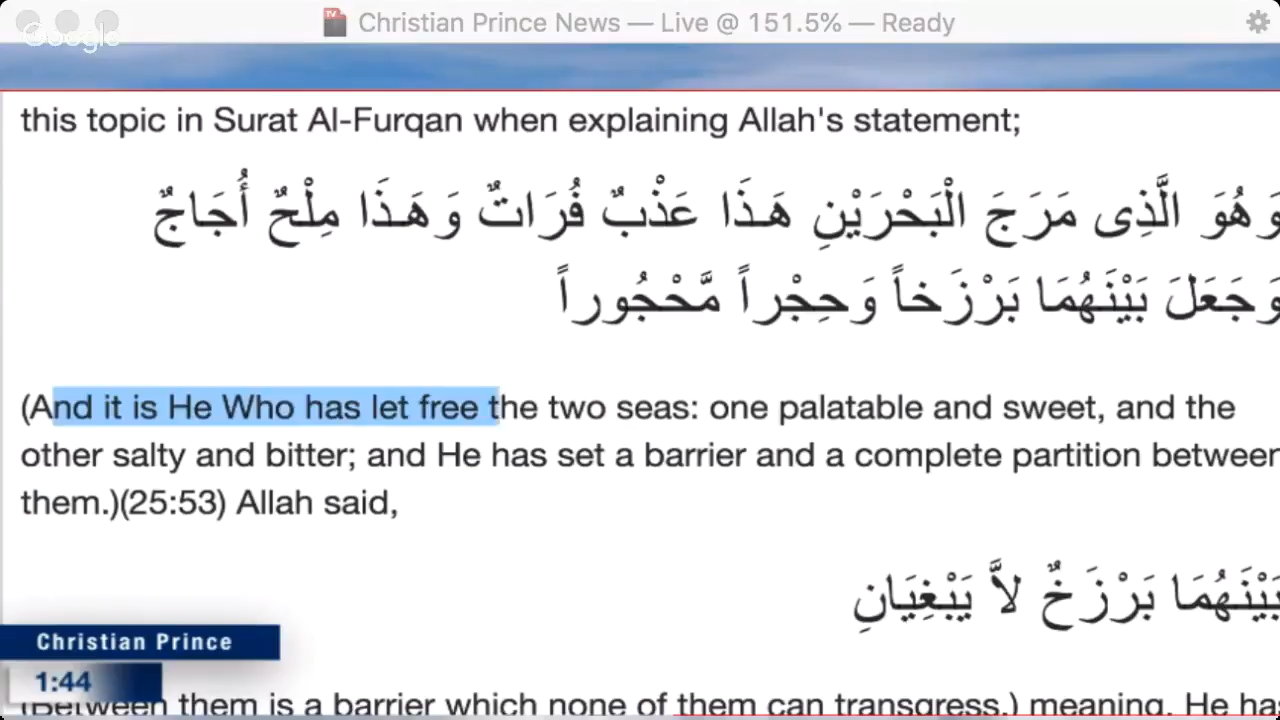 Google
Christian Prince News — Live @ 151.5% — Ready
this topic in Surat Al-Furqan when explaining Allah's statement;
وَهُوَ الَّذِى مَرَجَ الْبَحْرَيْنِ هَـذَا عَذْبٌ فُرَاتٌ وَهَـذَا مِلْحٌ أُجَاجٌ
وَجَعَلَ بَيْنَهُمَا بَرْزَخاً وَحِجْراً مَّحْجُوراً
(And it is He Who has let free the two seas: one palatable and sweet, and the
other salty and bitter; and He has set a barrier and a complete partition between
them.)(25:53) Allah said,
بَيْنَهُمَا بَرْزَخٌ لاَّ يَبْغِيَانِ
Christian Prince
1:44
(Between them is a barrier which none of them can transgress.) meaning, He ha